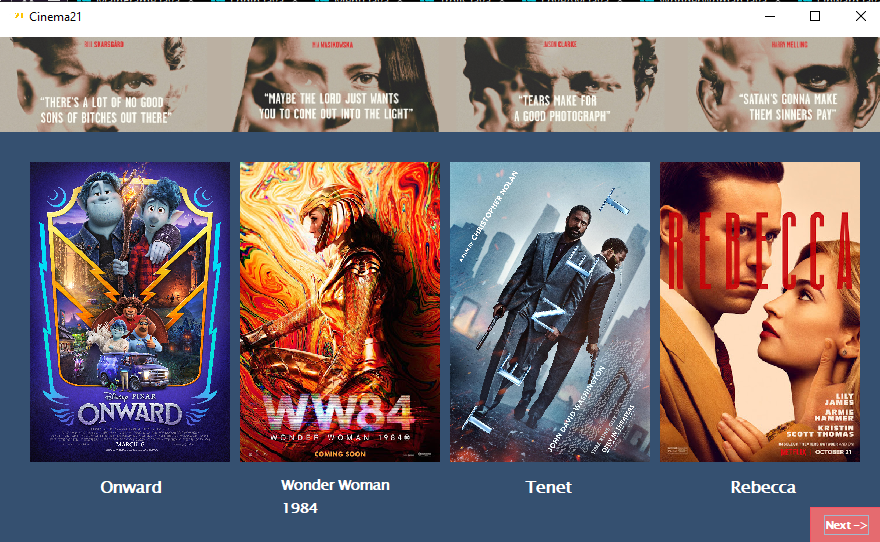 Cinema21
BILL SKARSGÅRD
MIA WASIKOWSKA
JASON CLARKE
HARRY MELLING
"THERE'S A LOT OF NO GOOD
SONS OF BITCHES OUT THERE"
"MAYBE THE LORD JUST WANTS
YOU TO COME OUT INTO THE LIGHT"
"TEARS MAKE FOR
A GOOD PHOTOGRAPH"
"SATAN'S GONNA MAKE
THEM SINNERS PAY"
Disney PIXAR
ONWARD
MARCH 6
WW84
WONDER WOMAN 1984
COMING SOON
A FILM BY CHRISTOPHER NOLAN
TENET
JOHN DAVID WASHINGTON
REBECCA
LILY
JAMES
ARMIE
HAMMER
KRISTIN
SCOTT THOMAS
OCTOBER 21
Onward
Wonder Woman
1984
Tenet
Rebecca
Next ->